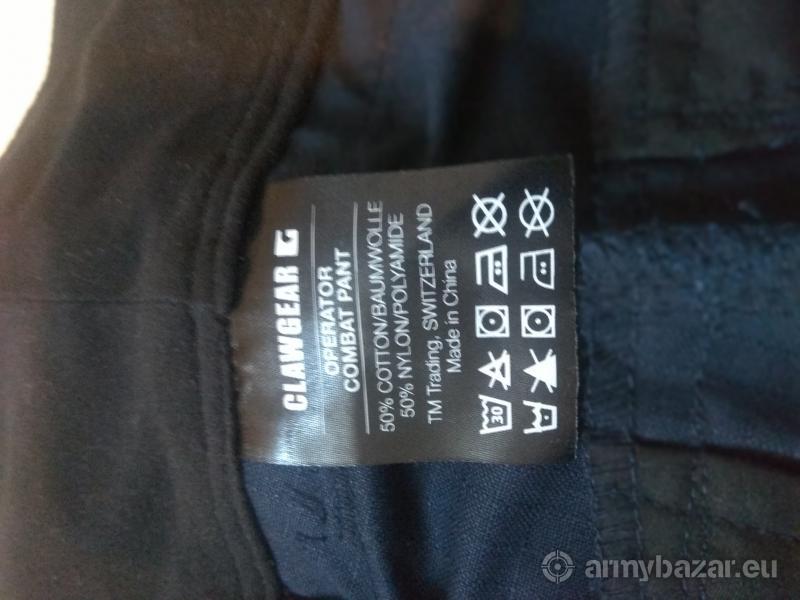 CLAWGEAR
OPERATOR
COMBAT PANT
50% COTTON/BAUMWOLLE
50% NYLON/POLYAMIDE
TM Trading, SWITZERLAND
Made in China
30
armybazar.eu